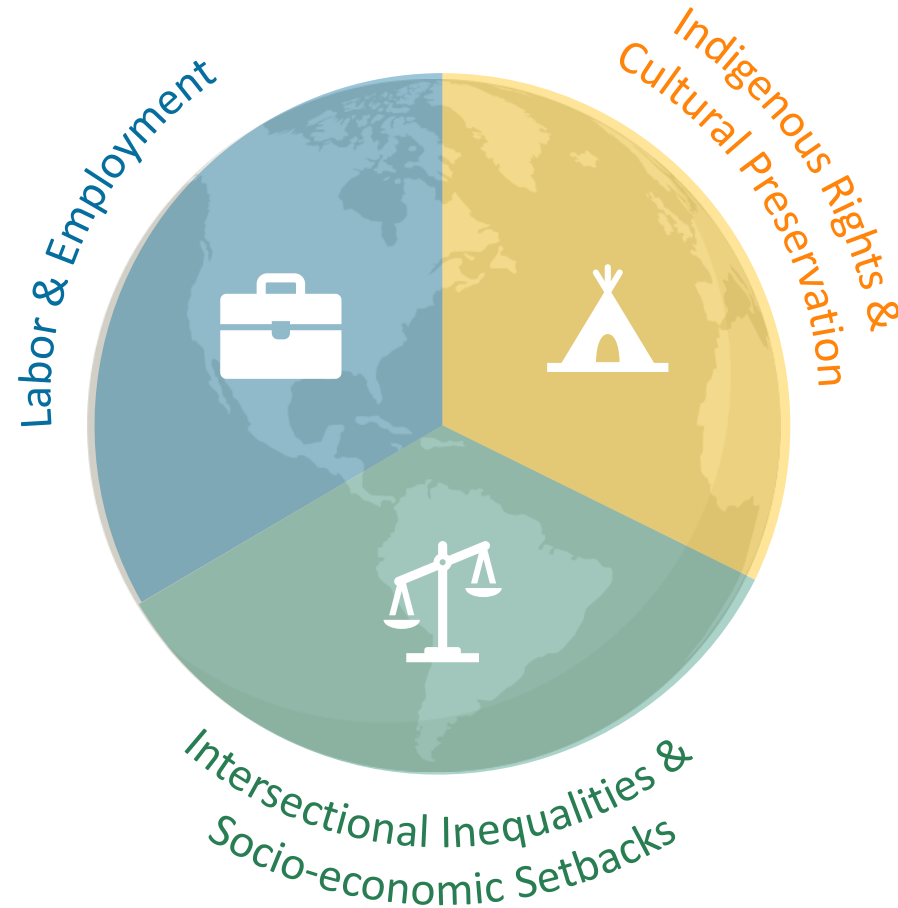 Labor & Employment
Indigenous Rights &
Cultural Preservation
Intersectional Inequalities &
Socio-economic Setbacks